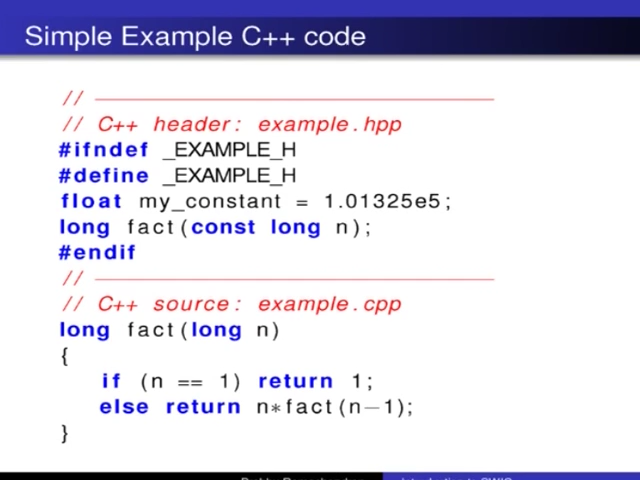 Simple Example C++ code
//
// C++ header: example.hpp
#ifndef _EXAMPLE_H
#define _EXAMPLE_H
float my_constant = 1.01325e5;
long fact(const long n);
#endif
//
// C++ source: example.cpp
long fact(long n)
{
if (n == 1) return 1;
else return n*fact(n−1);
}